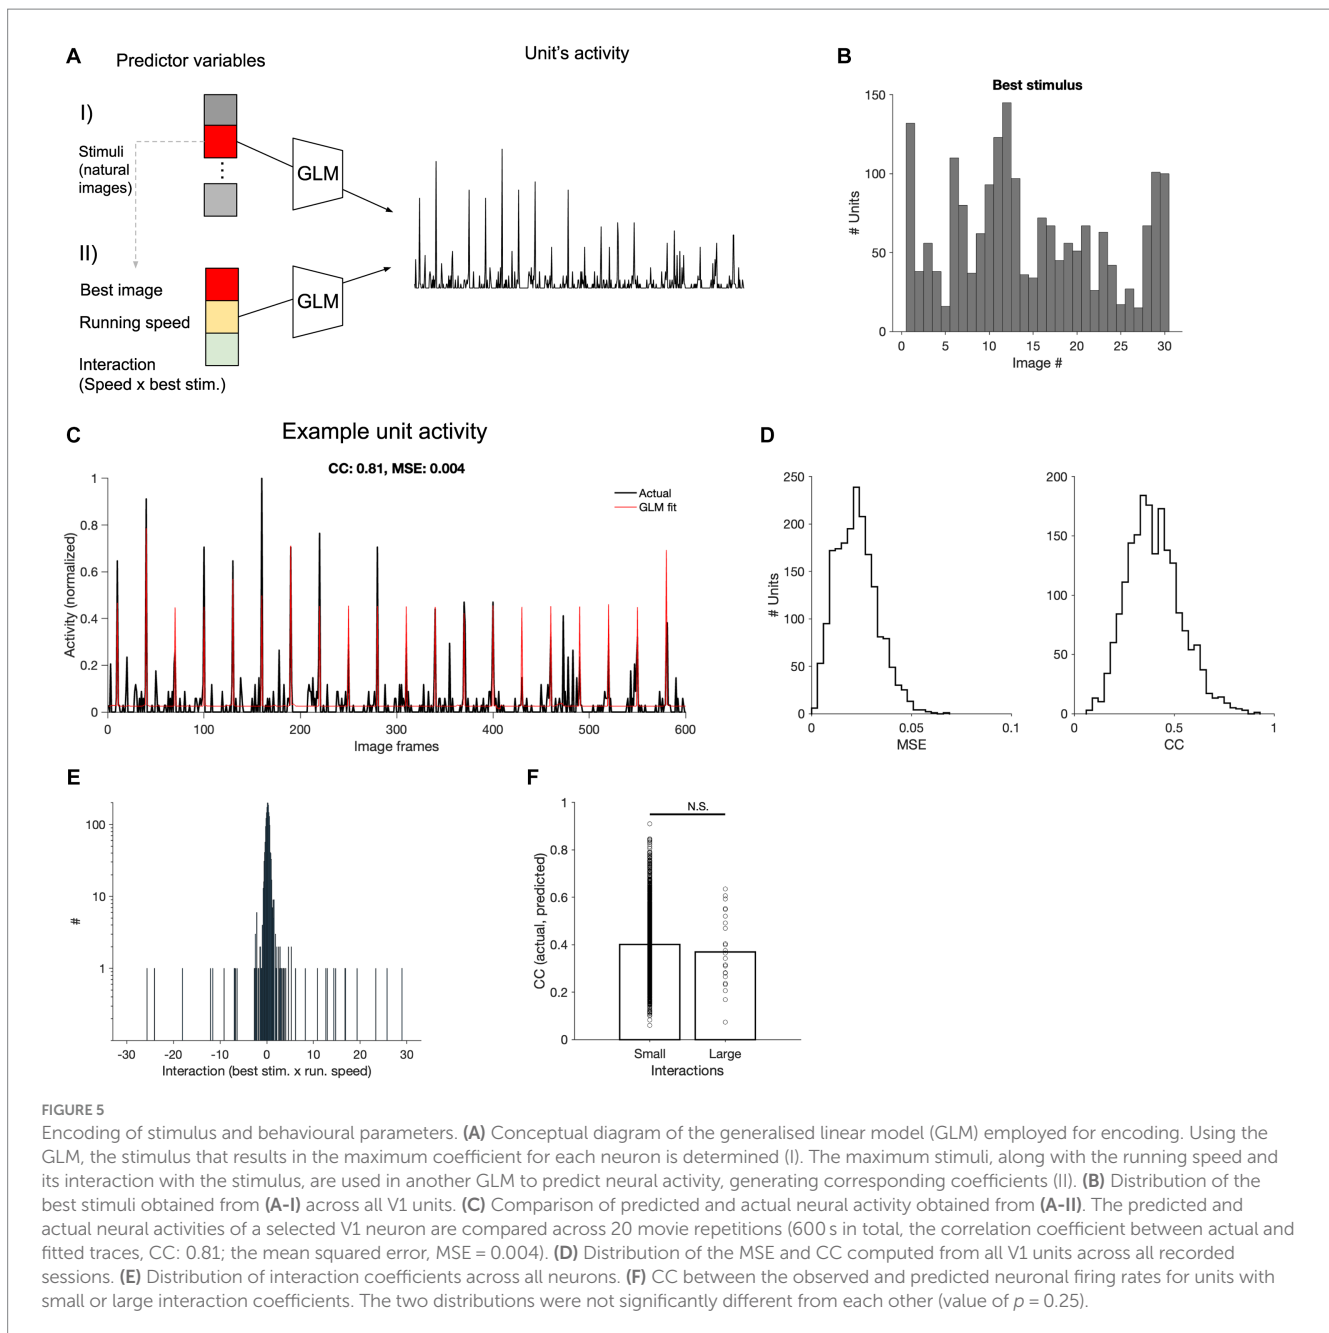 A
Predictor variables
Unit's activity
I)
Stimuli
(natural
images)
GLM
II)
Best image
Running speed
Interaction
(Speed x best stim.)
GLM
B
Best stimulus
150
100
50
0
# Units
0 5 10 15 20 25 30
Image #
C
Example unit activity
CC: 0.81, MSE: 0.004
Actual
GLM fit
1
0.8
0.6
0.4
0.2
0
Activity (normalized)
0 100 200 300 400 500 600
Image frames
D
250
200
150
100
50
0
# Units
0 0.05 0.1
MSE
200
150
100
50
0
0 0.5 1
CC
E
100
10
1
#
-30 -20 -10 0 10 20 30
Interaction (best stim. x run. speed)
F
N.S.
1
0.8
0.6
0.4
0.2
0
CC (actual, predicted)
Small Large
Interactions
FIGURE 5
Encoding of stimulus and behavioural parameters. (A) Conceptual diagram of the generalised linear model (GLM) employed for encoding. Using the
GLM, the stimulus that results in the maximum coefficient for each neuron is determined (I). The maximum stimuli, along with the running speed and
its interaction with the stimulus, are used in another GLM to predict neural activity, generating corresponding coefficients (II). (B) Distribution of the
best stimuli obtained from (A-I) across all V1 units. (C) Comparison of predicted and actual neural activity obtained from (A-II). The predicted and
actual neural activities of a selected V1 neuron are compared across 20 movie repetitions (600 s in total, the correlation coefficient between actual and
fitted traces, CC: 0.81; the mean squared error, MSE = 0.004). (D) Distribution of the MSE and CC computed from all V1 units across all recorded
sessions. (E) Distribution of interaction coefficients across all neurons. (F) CC between the observed and predicted neuronal firing rates for units with
small or large interaction coefficients. The two distributions were not significantly different from each other (value of p = 0.25).